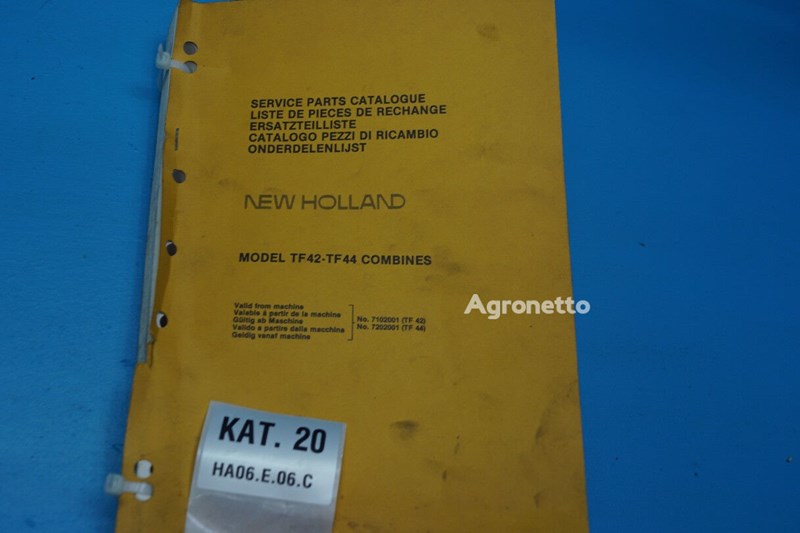 SERVICE PARTS CATALOGUE
LISTE DE PIECES DE RECHANGE
ERSATZTEILLISTE
CATALOGO PEZZI DI RICAMBIO
ONDERDELENLIJST
NEW HOLLAND
MODEL TF42-TF44 COMBINES
Valid from machine
Valable à partir de la machine
Gültig ab Maschine
Valido a partire dalla macchina
Geldig vanaf machine
No. 7102001 (TF 42)
No. 7202001 (TF 44)
Agronetto
KAT. 20
HA06.E.06.C